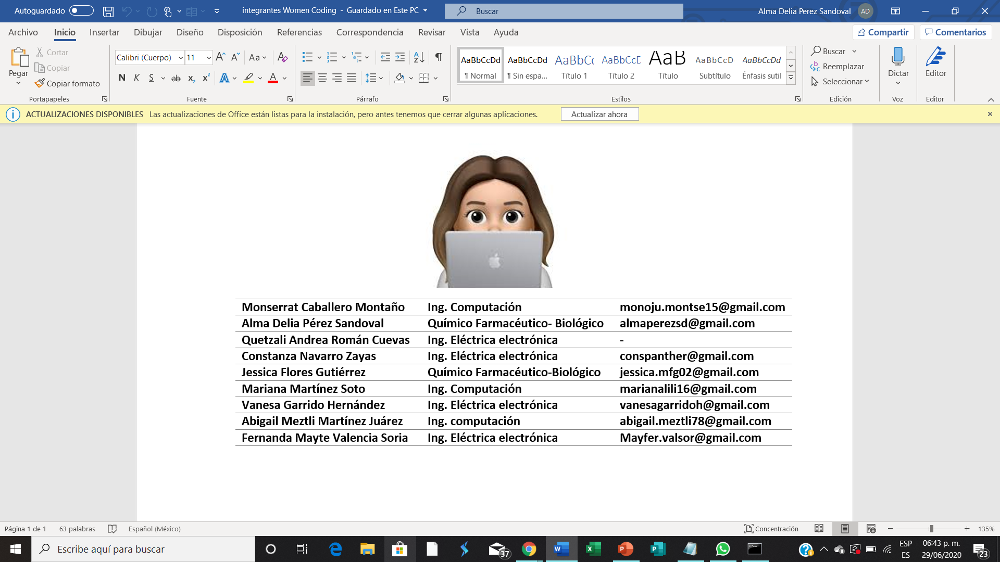 Autoguardado integrantes Women Coding - Guardado en Este PC Buscar Alma Delia Perez Sandoval AD
Archivo Inicio Insertar Dibujar Diseño Disposición Referencias Correspondencia Revisar Vista Ayuda Compartir Comentarios
Pegar
Cortar
Copiar
Copiar formato
Portapapeles
Calibri (Cuerpo) 11 Aa
N K S ab x₂ x² A A
Fuente
Párrafo
AaBbCcDd AaBbCcDd AaBbCc AaBbCcD AaB AaBbCcD AaBbCcDd
¶ Normal ¶ Sin espa... Título 1 Título 2 Título Subtítulo Énfasis sutil
Estilos
Buscar
Reemplazar
Seleccionar
Edición
Dictar
Voz
Editor
Editor
ACTUALIZACIONES DISPONIBLES Las actualizaciones de Office están listas para la instalación, pero antes tenemos que cerrar algunas aplicaciones. Actualizar ahora
Monserrat Caballero Montaño Ing. Computación monoju.montse15@gmail.com
Alma Delia Pérez Sandoval Químico Farmacéutico- Biológico almaperezsd@gmail.com
Quetzali Andrea Román Cuevas Ing. Eléctrica electrónica -
Constanza Navarro Zayas Ing. Eléctrica electrónica conspanther@gmail.com
Jessica Flores Gutiérrez Químico Farmacéutico-Biológico jessica.mfg02@gmail.com
Mariana Martínez Soto Ing. Computación marianalili16@gmail.com
Vanesa Garrido Hernández Ing. Eléctrica electrónica vanesagarridoh@gmail.com
Abigail Meztli Martínez Juárez Ing. computación abigail.meztli78@gmail.com
Fernanda Mayte Valencia Soria Ing. Eléctrica electrónica Mayfer.valsor@gmail.com
Página 1 de 1 63 palabras Español (México) Concentración 135%
Escribe aquí para buscar 37 ESP 06:43 p. m.
ES 29/06/2020 23